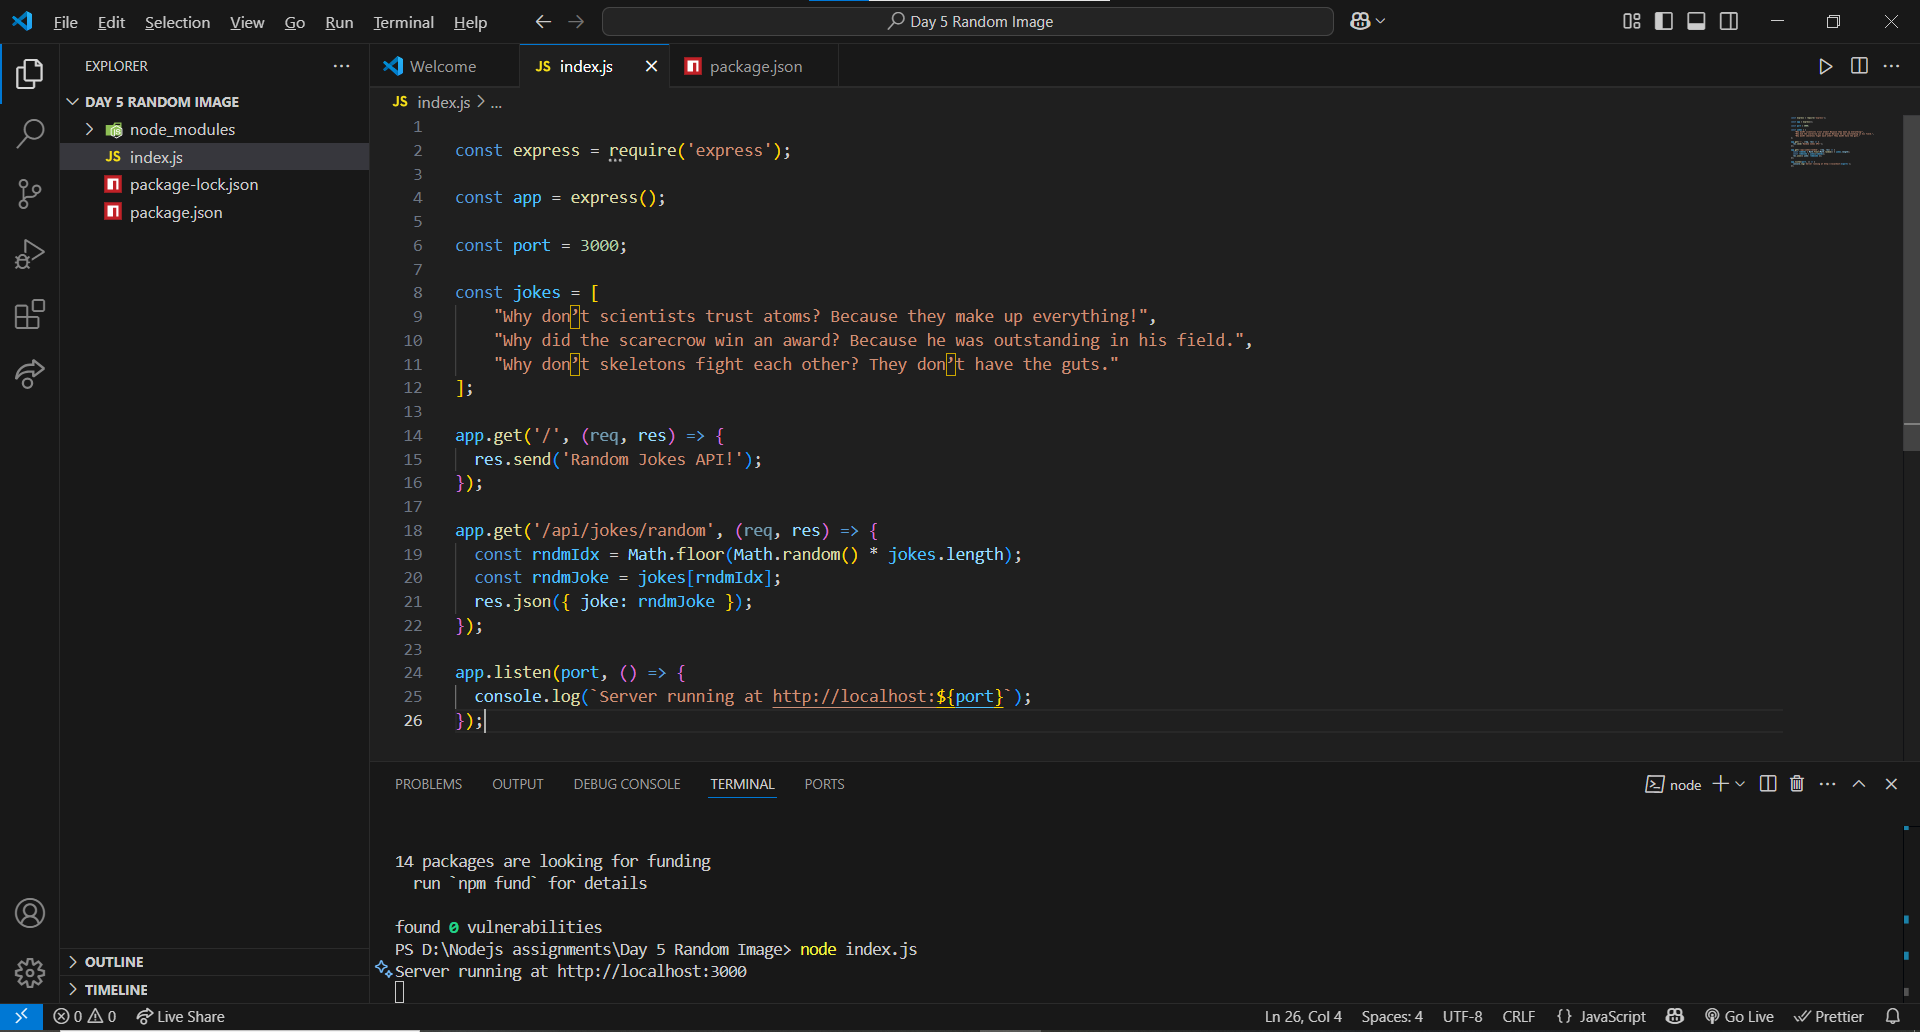 File Edit Selection View Go Run Terminal Help
Day 5 Random Image
EXPLORER
DAY 5 RANDOM IMAGE
node_modules
JS index.js
package-lock.json
package.json
OUTLINE
TIMELINE
Welcome
JS index.js
package.json
JS index.js > ...
1
2 const express = require('express');
3
4 const app = express();
5
6 const port = 3000;
7
8 const jokes = [
9 "Why don’t scientists trust atoms? Because they make up everything!",
10 "Why did the scarecrow win an award? Because he was outstanding in his field.",
11 "Why don’t skeletons fight each other? They don’t have the guts."
12 ];
13
14 app.get('/', (req, res) => {
15 res.send('Random Jokes API!');
16 });
17
18 app.get('/api/jokes/random', (req, res) => {
19 const rndmIdx = Math.floor(Math.random() * jokes.length);
20 const rndmJoke = jokes[rndmIdx];
21 res.json({ joke: rndmJoke });
22 });
23
24 app.listen(port, () => {
25 console.log(`Server running at http://localhost:${port}`);
26 });
PROBLEMS OUTPUT DEBUG CONSOLE TERMINAL PORTS
node
14 packages are looking for funding
run `npm fund` for details
found 0 vulnerabilities
PS D:\Nodejs assignments\Day 5 Random Image> node index.js
Server running at http://localhost:3000
0 0 Live Share
Ln 26, Col 4 Spaces: 4 UTF-8 CRLF {} JavaScript Go Live Prettier